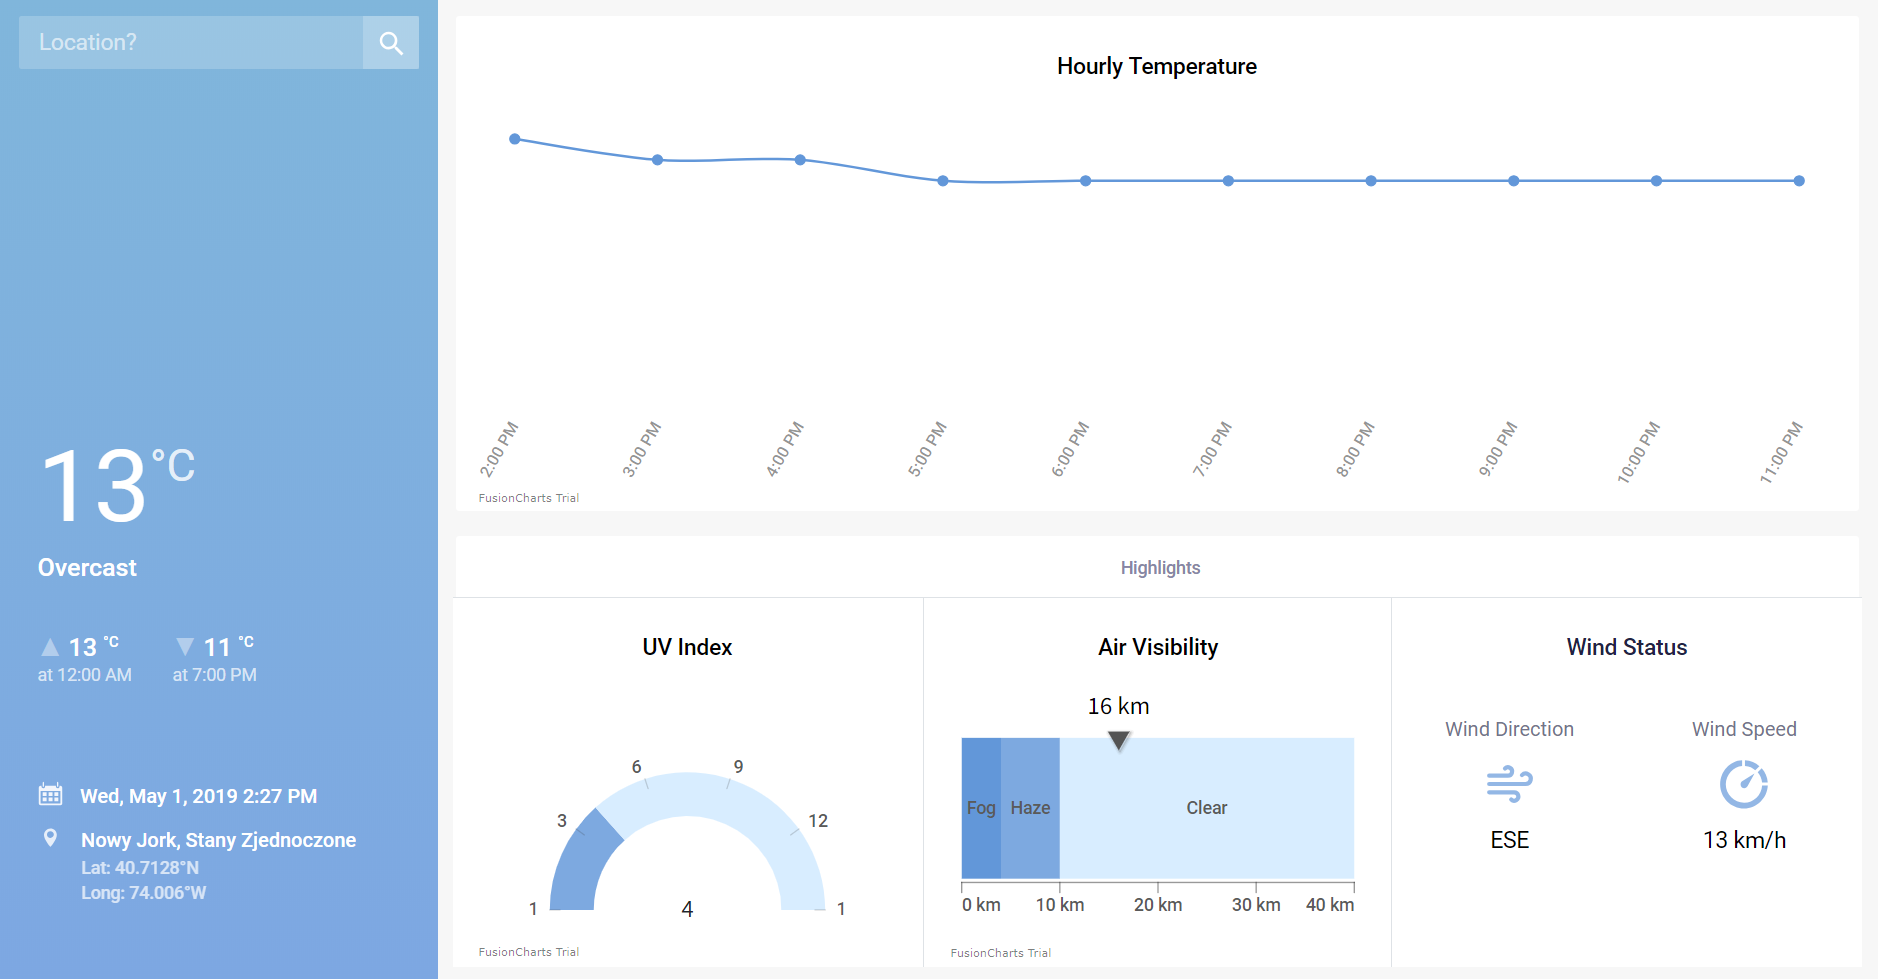 Location?
13 °C
Overcast
13 °C
at 12:00 AM
11 °C
at 7:00 PM
Wed, May 1, 2019 2:27 PM
Nowy Jork, Stany Zjednoczone
Lat: 40.7128°N
Long: 74.006°W
Hourly Temperature
2:00 PM
3:00 PM
4:00 PM
5:00 PM
6:00 PM
7:00 PM
8:00 PM
9:00 PM
10:00 PM
11:00 PM
FusionCharts Trial
Highlights
UV Index
1
3
6
9
12
1
4
FusionCharts Trial
Air Visibility
16 km
Fog
Haze
Clear
0 km
10 km
20 km
30 km
40 km
FusionCharts Trial
Wind Status
Wind Direction
ESE
Wind Speed
13 km/h